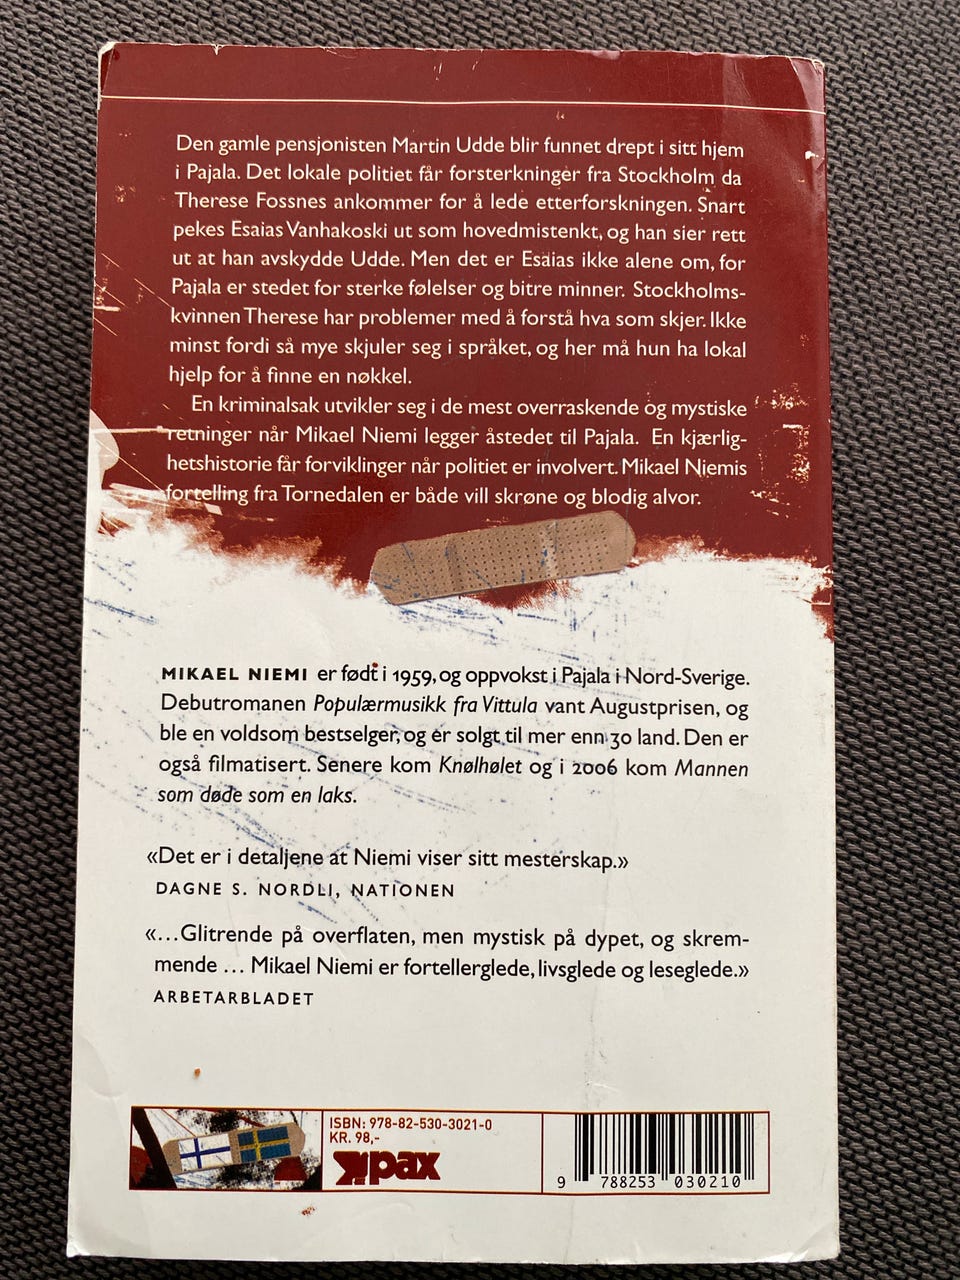 Den gamle pensjonisten Martin Udde blir funnet drept i sitt hjem
i Pajala. Det lokale politiet får forsterkninger fra Stockholm da
Therese Fossnes ankommer for å lede etterforskningen. Snart
pekes Esaias Vanhakoski ut som hovedmistenkt, og han sier rett
ut at han avskydde Udde. Men det er Esaias ikke alene om, for
Pajala er stedet for sterke følelser og bitre minner. Stockholms-
kvinnen Therese har problemer med å forstå hva som skjer. Ikke
minst fordi så mye skjuler seg i språket, og her må hun ha lokal
hjelp for å finne en nøkkel.
En kriminalsak utvikler seg i de mest overraskende og mystiske
retninger når Mikael Niemi legger åstedet til Pajala. En kjærlig-
hetshistorie får forviklinger når politiet er involvert. Mikael Niemis
fortelling fra Tornedalen er både vill skrøne og blodig alvor.
MIKAEL NIEMI er født i 1959, og oppvokst i Pajala i Nord-Sverige.
Debutromanen Populærmusikk fra Vittula vant Augustprisen, og
ble en voldsom bestselger, og er solgt til mer enn 30 land. Den er
også filmatisert. Senere kom Knølhølet og i 2006 kom Mannen
som døde som en laks.
«Det er i detaljene at Niemi viser sitt mesterskap.»
DAGNE S. NORDLI, NATIONEN
«...Glitrende på overflaten, men mystisk på dypet, og skrem-
mende ... Mikael Niemi er fortellerglede, livsglede og leseglede.»
ARBETARBLADET
ISBN: 978-82-530-3021-0
KR. 98,-
pax
9 788253 030210